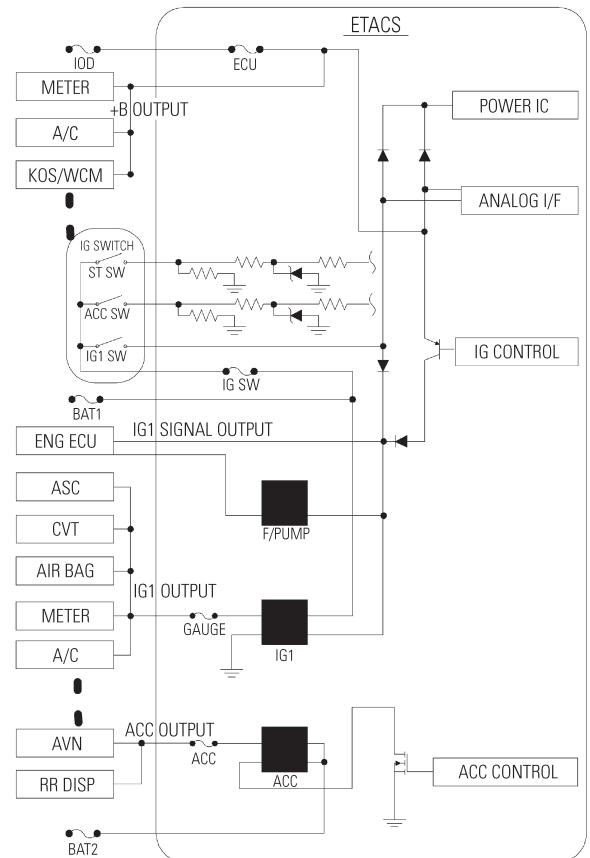 ETACS
IOD
ECU
METER
+B OUTPUT
POWER IC
A/C
KOS/WCM
ANALOG I/F
IG SWITCH
ST SW
ACC SW
IG1 SW
IG CONTROL
IG SW
BAT1
IG1 SIGNAL OUTPUT
ENG ECU
ASC
CVT
F/PUMP
AIR BAG
IG1 OUTPUT
METER
GAUGE
A/C
IG1
ACC OUTPUT
AVN
ACC
ACC CONTROL
RR DISP
ACC
BAT2